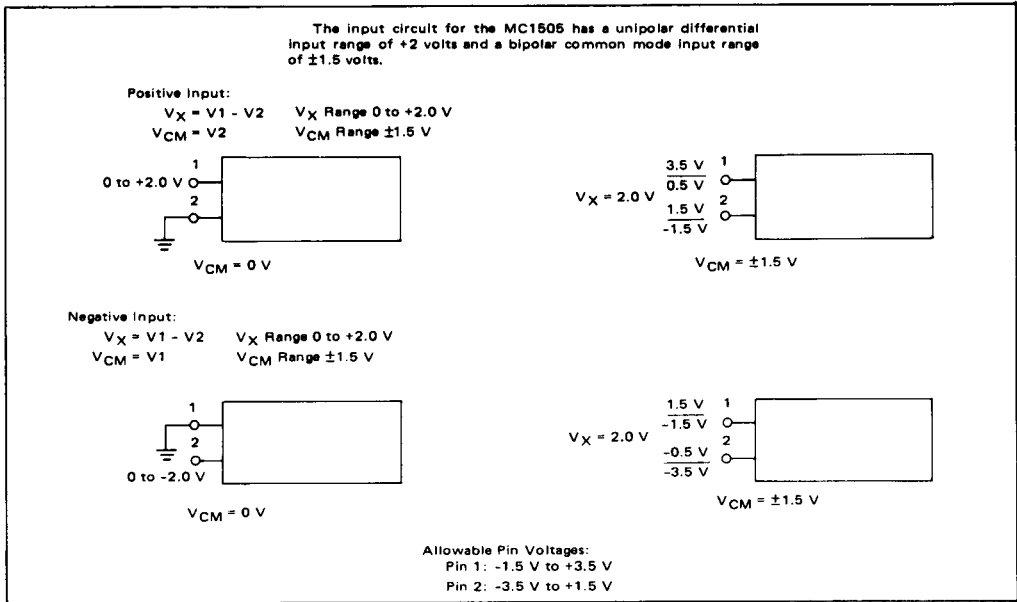 The input circuit for the MC1505 has a unipolar differential
input range of +2 volts and a bipolar common mode input range
of ±1.5 volts.
Positive Input:
VX = V1 - V2 VX Range 0 to +2.0 V
VCM = V2 VCM Range ±1.5 V
1
0 to +2.0 V
2
VCM = 0 V
3.5 V 1
0.5 V
VX = 2.0 V
1.5 V 2
-1.5 V
VCM = ±1.5 V
Negative Input:
VX = V1 - V2 VX Range 0 to +2.0 V
VCM = V1 VCM Range ±1.5 V
1
2
0 to -2.0 V
VCM = 0 V
1.5 V 1
-1.5 V
VX = 2.0 V
-0.5 V 2
-3.5 V
VCM = ±1.5 V
Allowable Pin Voltages:
Pin 1: -1.5 V to +3.5 V
Pin 2: -3.5 V to +1.5 V